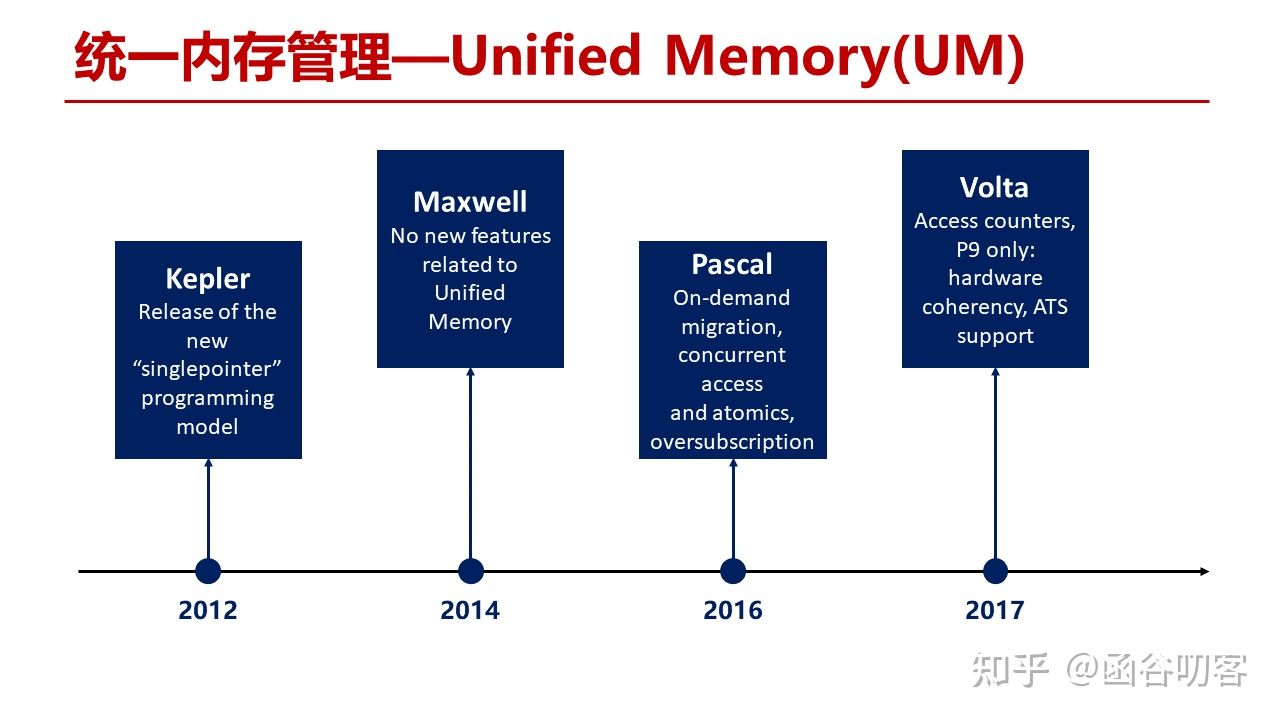 统一内存管理—Unified Memory(UM)
Kepler
Release of the
new
“singlepointer”
programming
model
Maxwell
No new features
related to
Unified
Memory
Pascal
On-demand
migration,
concurrent
access
and atomics,
oversubscription
Volta
Access counters,
P9 only:
hardware
coherency, ATS
support
2012
2014
2016
2017
知乎 @函谷叨客